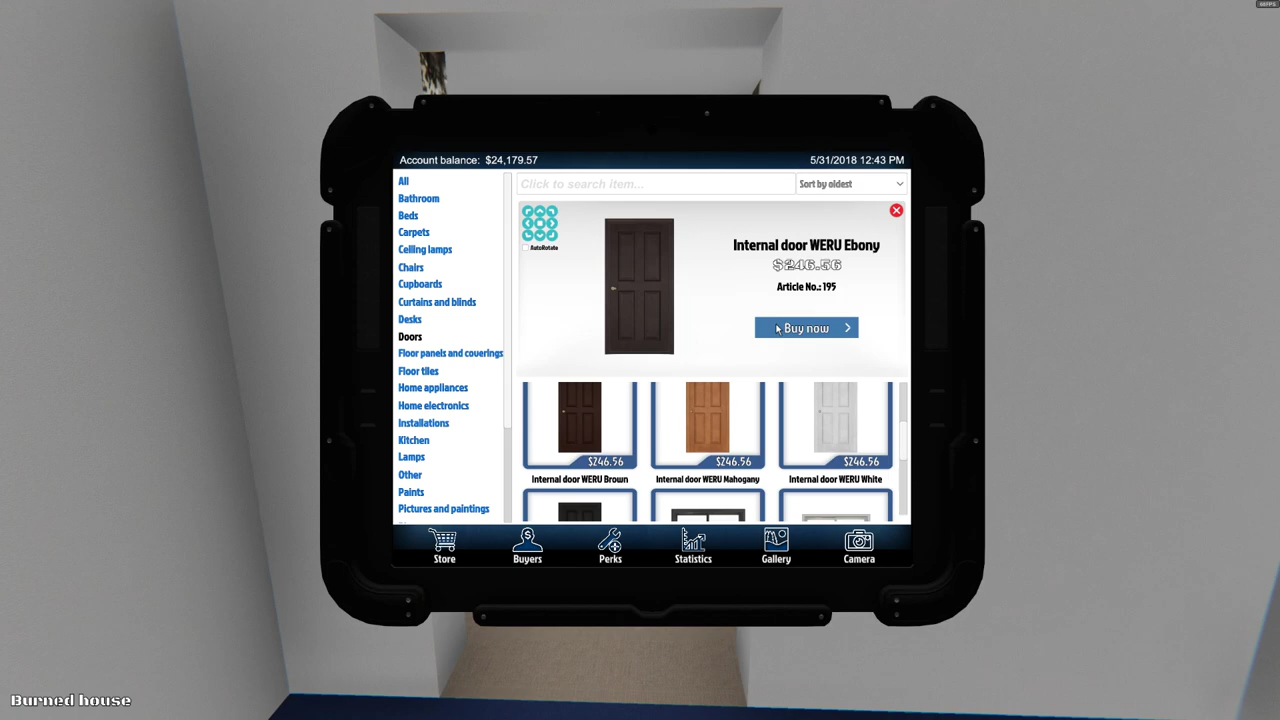 68FPS
Account balance: $24,179.57
5/31/2018 12:43 PM
All
Bathroom
Beds
Carpets
Ceiling lamps
Chairs
Cupboards
Curtains and blinds
Desks
Doors
Floor panels and coverings
Floor tiles
Home appliances
Home electronics
Installations
Kitchen
Lamps
Other
Paints
Pictures and paintings
Click to search item...
Sort by oldest
AutoRotate
Internal door WERU Ebony
$246.56
Article No.: 195
Buy now
$246.56
$246.56
$246.56
Internal door WERU Brown
Internal door WERU Mahogany
Internal door WERU White
Store
Buyers
Perks
Statistics
Gallery
Camera
Burned house